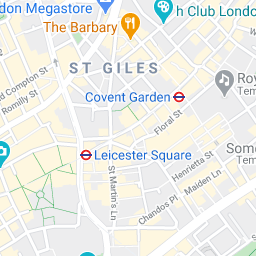 don Megastore
h Club London
The Barbary
ST GILES
Roy
Tem
d Compton St
Covent Garden
Romilly St
Floral St
Leicester Square
Som
Tem
Henrietta St
St Martin's Ln
Maiden Ln
Chandos Pl